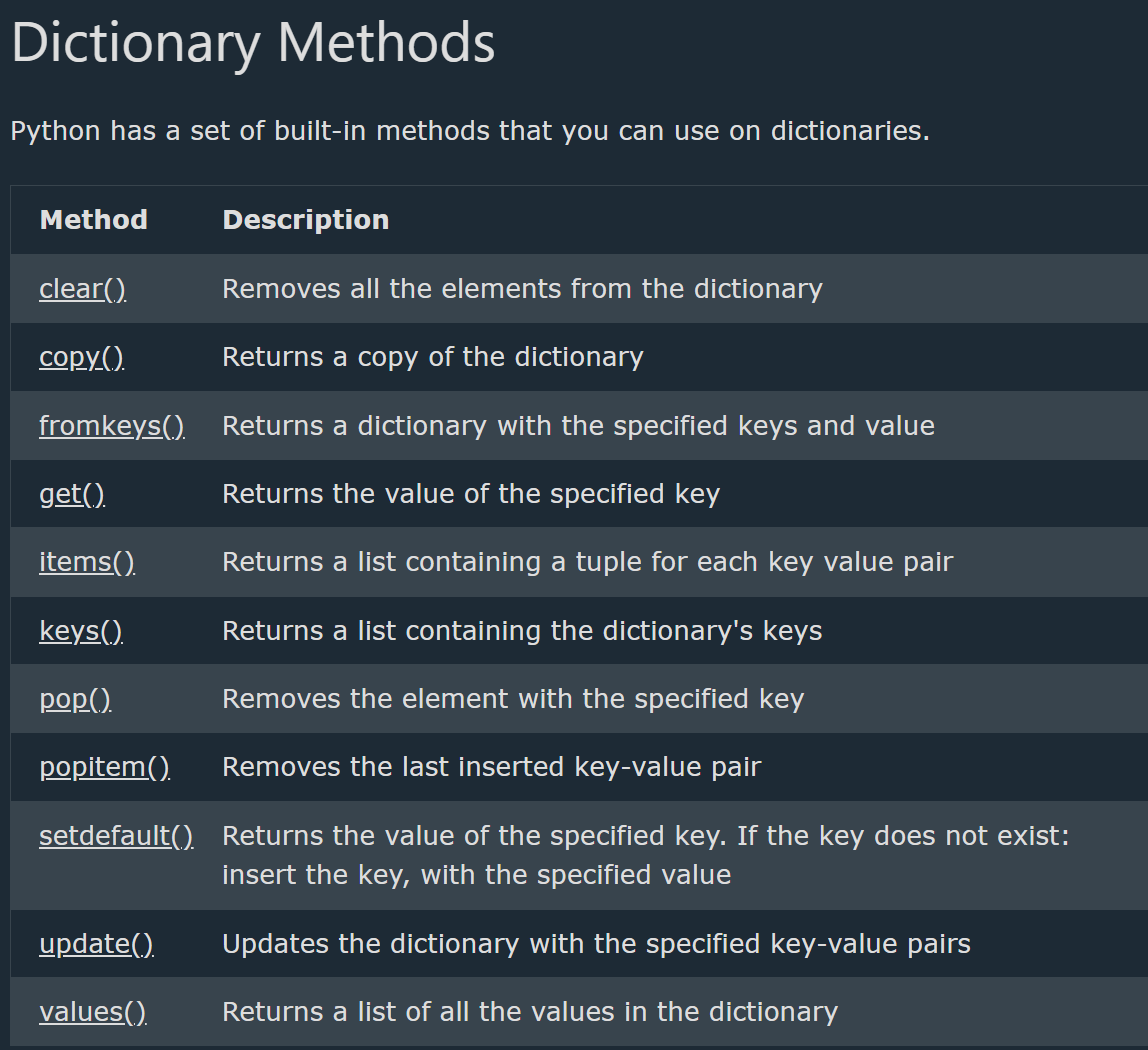 Dictionary Methods
Python has a set of built-in methods that you can use on dictionaries.
Method Description
clear() Removes all the elements from the dictionary
copy() Returns a copy of the dictionary
fromkeys() Returns a dictionary with the specified keys and value
get() Returns the value of the specified key
items() Returns a list containing a tuple for each key value pair
keys() Returns a list containing the dictionary's keys
pop() Removes the element with the specified key
popitem() Removes the last inserted key-value pair
setdefault() Returns the value of the specified key. If the key does not exist:
insert the key, with the specified value
update() Updates the dictionary with the specified key-value pairs
values() Returns a list of all the values in the dictionary